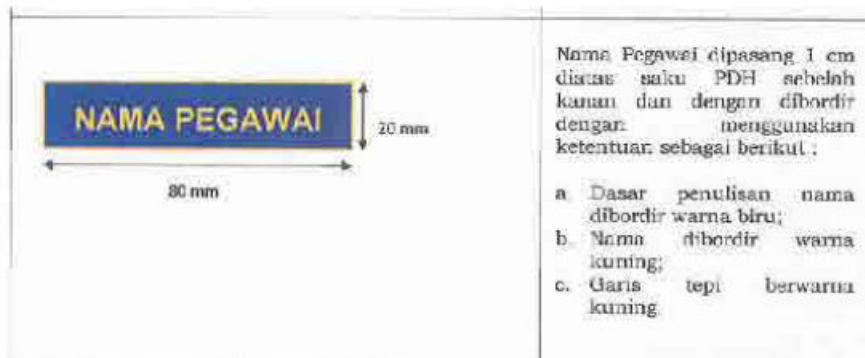 NAMA PEGAWAI
20 mm
80 mm
Nama Pegawai dipasang 1 cm
diatas saku PDH sebelah
kanan dan dengan dibordir
dengan menggunakan
ketentuan sebagai berikut :
a Dasar penulisan nama
dibordir warna biru;
b. Nama dibordir warna
kuning;
c. Garis tepi berwarna
kuning